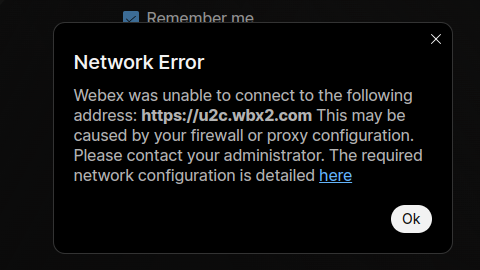 Remember me
Network Error
Webex was unable to connect to the following
address: https://u2c.wbx2.com This may be
caused by your firewall or proxy configuration.
Please contact your administrator. The required
network configuration is detailed here
Ok